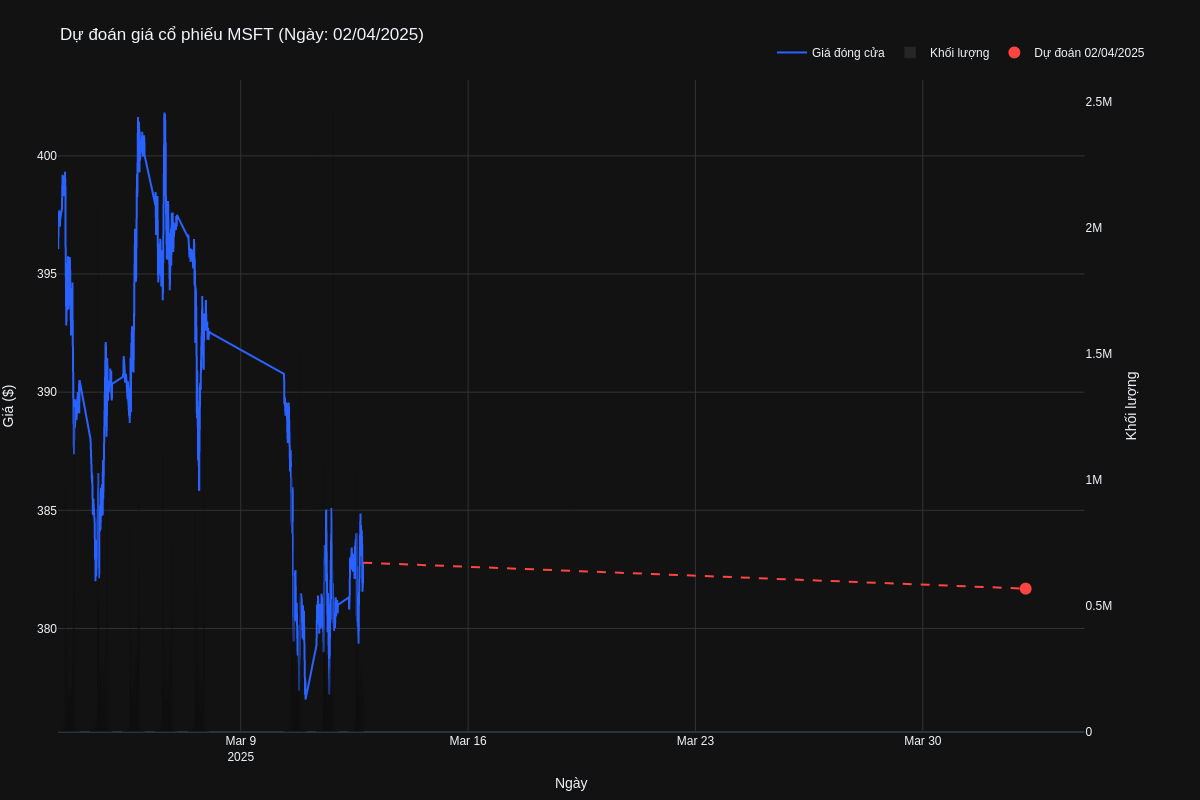 Dự đoán giá cổ phiếu MSFT (Ngày: 02/04/2025)
Giá đóng cửa
Khối lượng
Dự đoán 02/04/2025
400
395
390
385
380
Giá ($)
2.5M
2M
1.5M
1M
0.5M
0
Khối lượng
Mar 9
2025
Mar 16
Mar 23
Mar 30
Ngày